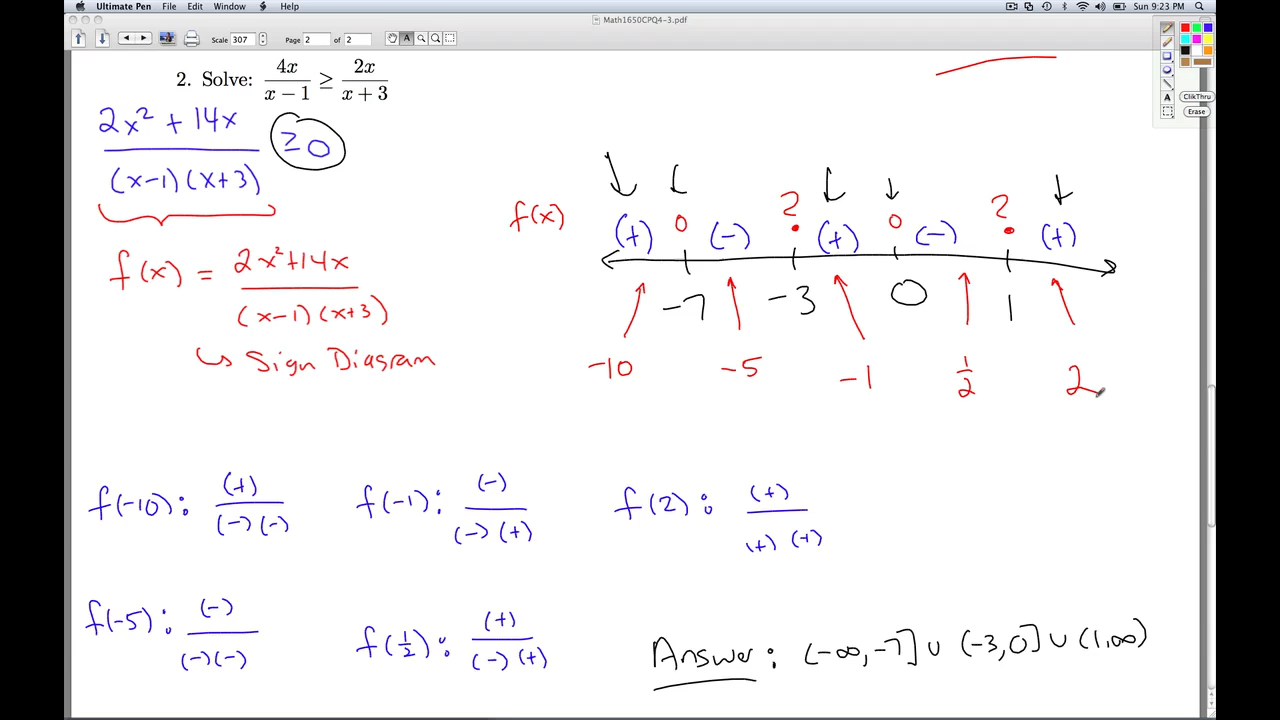 Ultimate Pen File Edit Window Help Sun 9:23 PM
Math1650CPQ4-3.pdf
Scale 307 Page 2 of 2
ClikThru
Erase
2. Solve: 4x/(x − 1) ≥ 2x/(x + 3)
2x² + 14x / (x-1)(x+3) ≥ 0
f(x) = 2x²+14x / (x-1)(x+3)
↳ Sign Diagram
f(x) (+) 0 (-) ? (+) 0 (-) ? (+)
-7 -3 0 1
-10 -5 -1 1/2 2
f(-10): (+)/(-)(-) f(-1): (-)/(-)(+) f(2): (+)/(+)(+)
f(-5): (-)/(-)(-) f(1/2): (+)/(-)(+)
Answer: (-∞,-7] ∪ (-3,0] ∪ (1,∞)